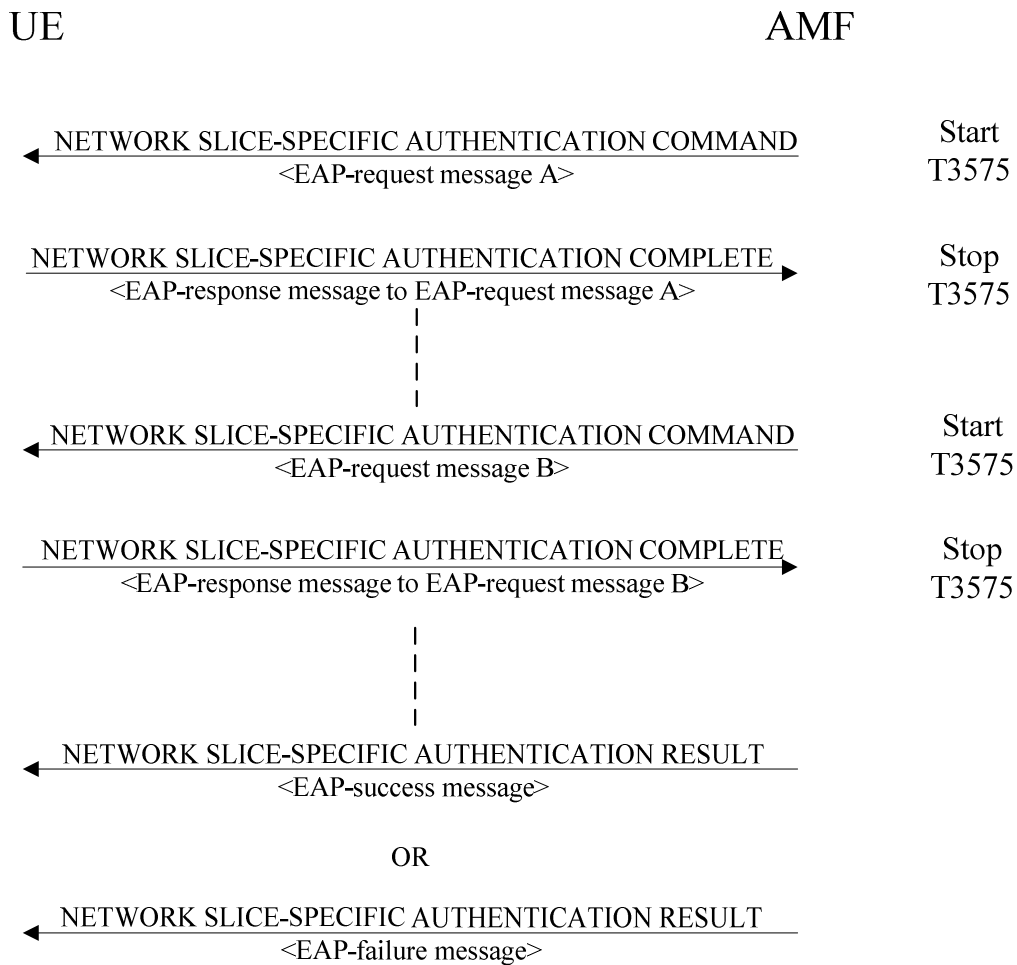 UE
AMF
NETWORK SLICE-SPECIFIC AUTHENTICATION COMMAND
<EAP-request message A>
Start
T3575
NETWORK SLICE-SPECIFIC AUTHENTICATION COMPLETE
<EAP-response message to EAP-request message A>
Stop
T3575
NETWORK SLICE-SPECIFIC AUTHENTICATION COMMAND
<EAP-request message B>
Start
T3575
NETWORK SLICE-SPECIFIC AUTHENTICATION COMPLETE
<EAP-response message to EAP-request message B>
Stop
T3575
NETWORK SLICE-SPECIFIC AUTHENTICATION RESULT
<EAP-success message>
OR
NETWORK SLICE-SPECIFIC AUTHENTICATION RESULT
<EAP-failure message>